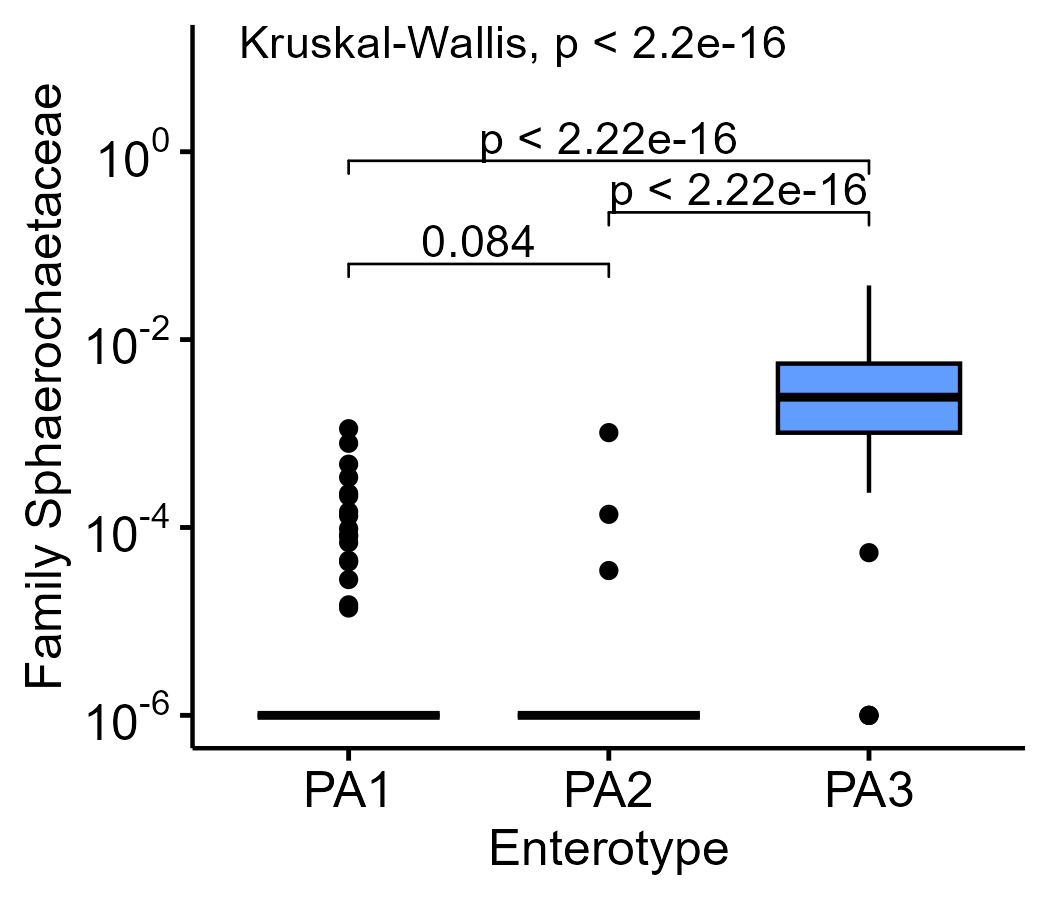 Kruskal-Wallis, p < 2.2e-16
p < 2.22e-16
p < 2.22e-16
0.084
Family Sphaerochaetaceae
10^0
10^-2
10^-4
10^-6
PA1 PA2 PA3
Enterotype